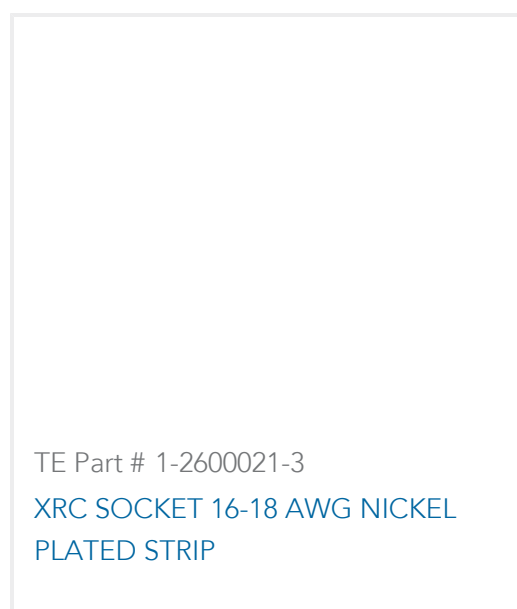 TE Part # 1-2600021-3
XRC SOCKET 16-18 AWG NICKEL
PLATED STRIP